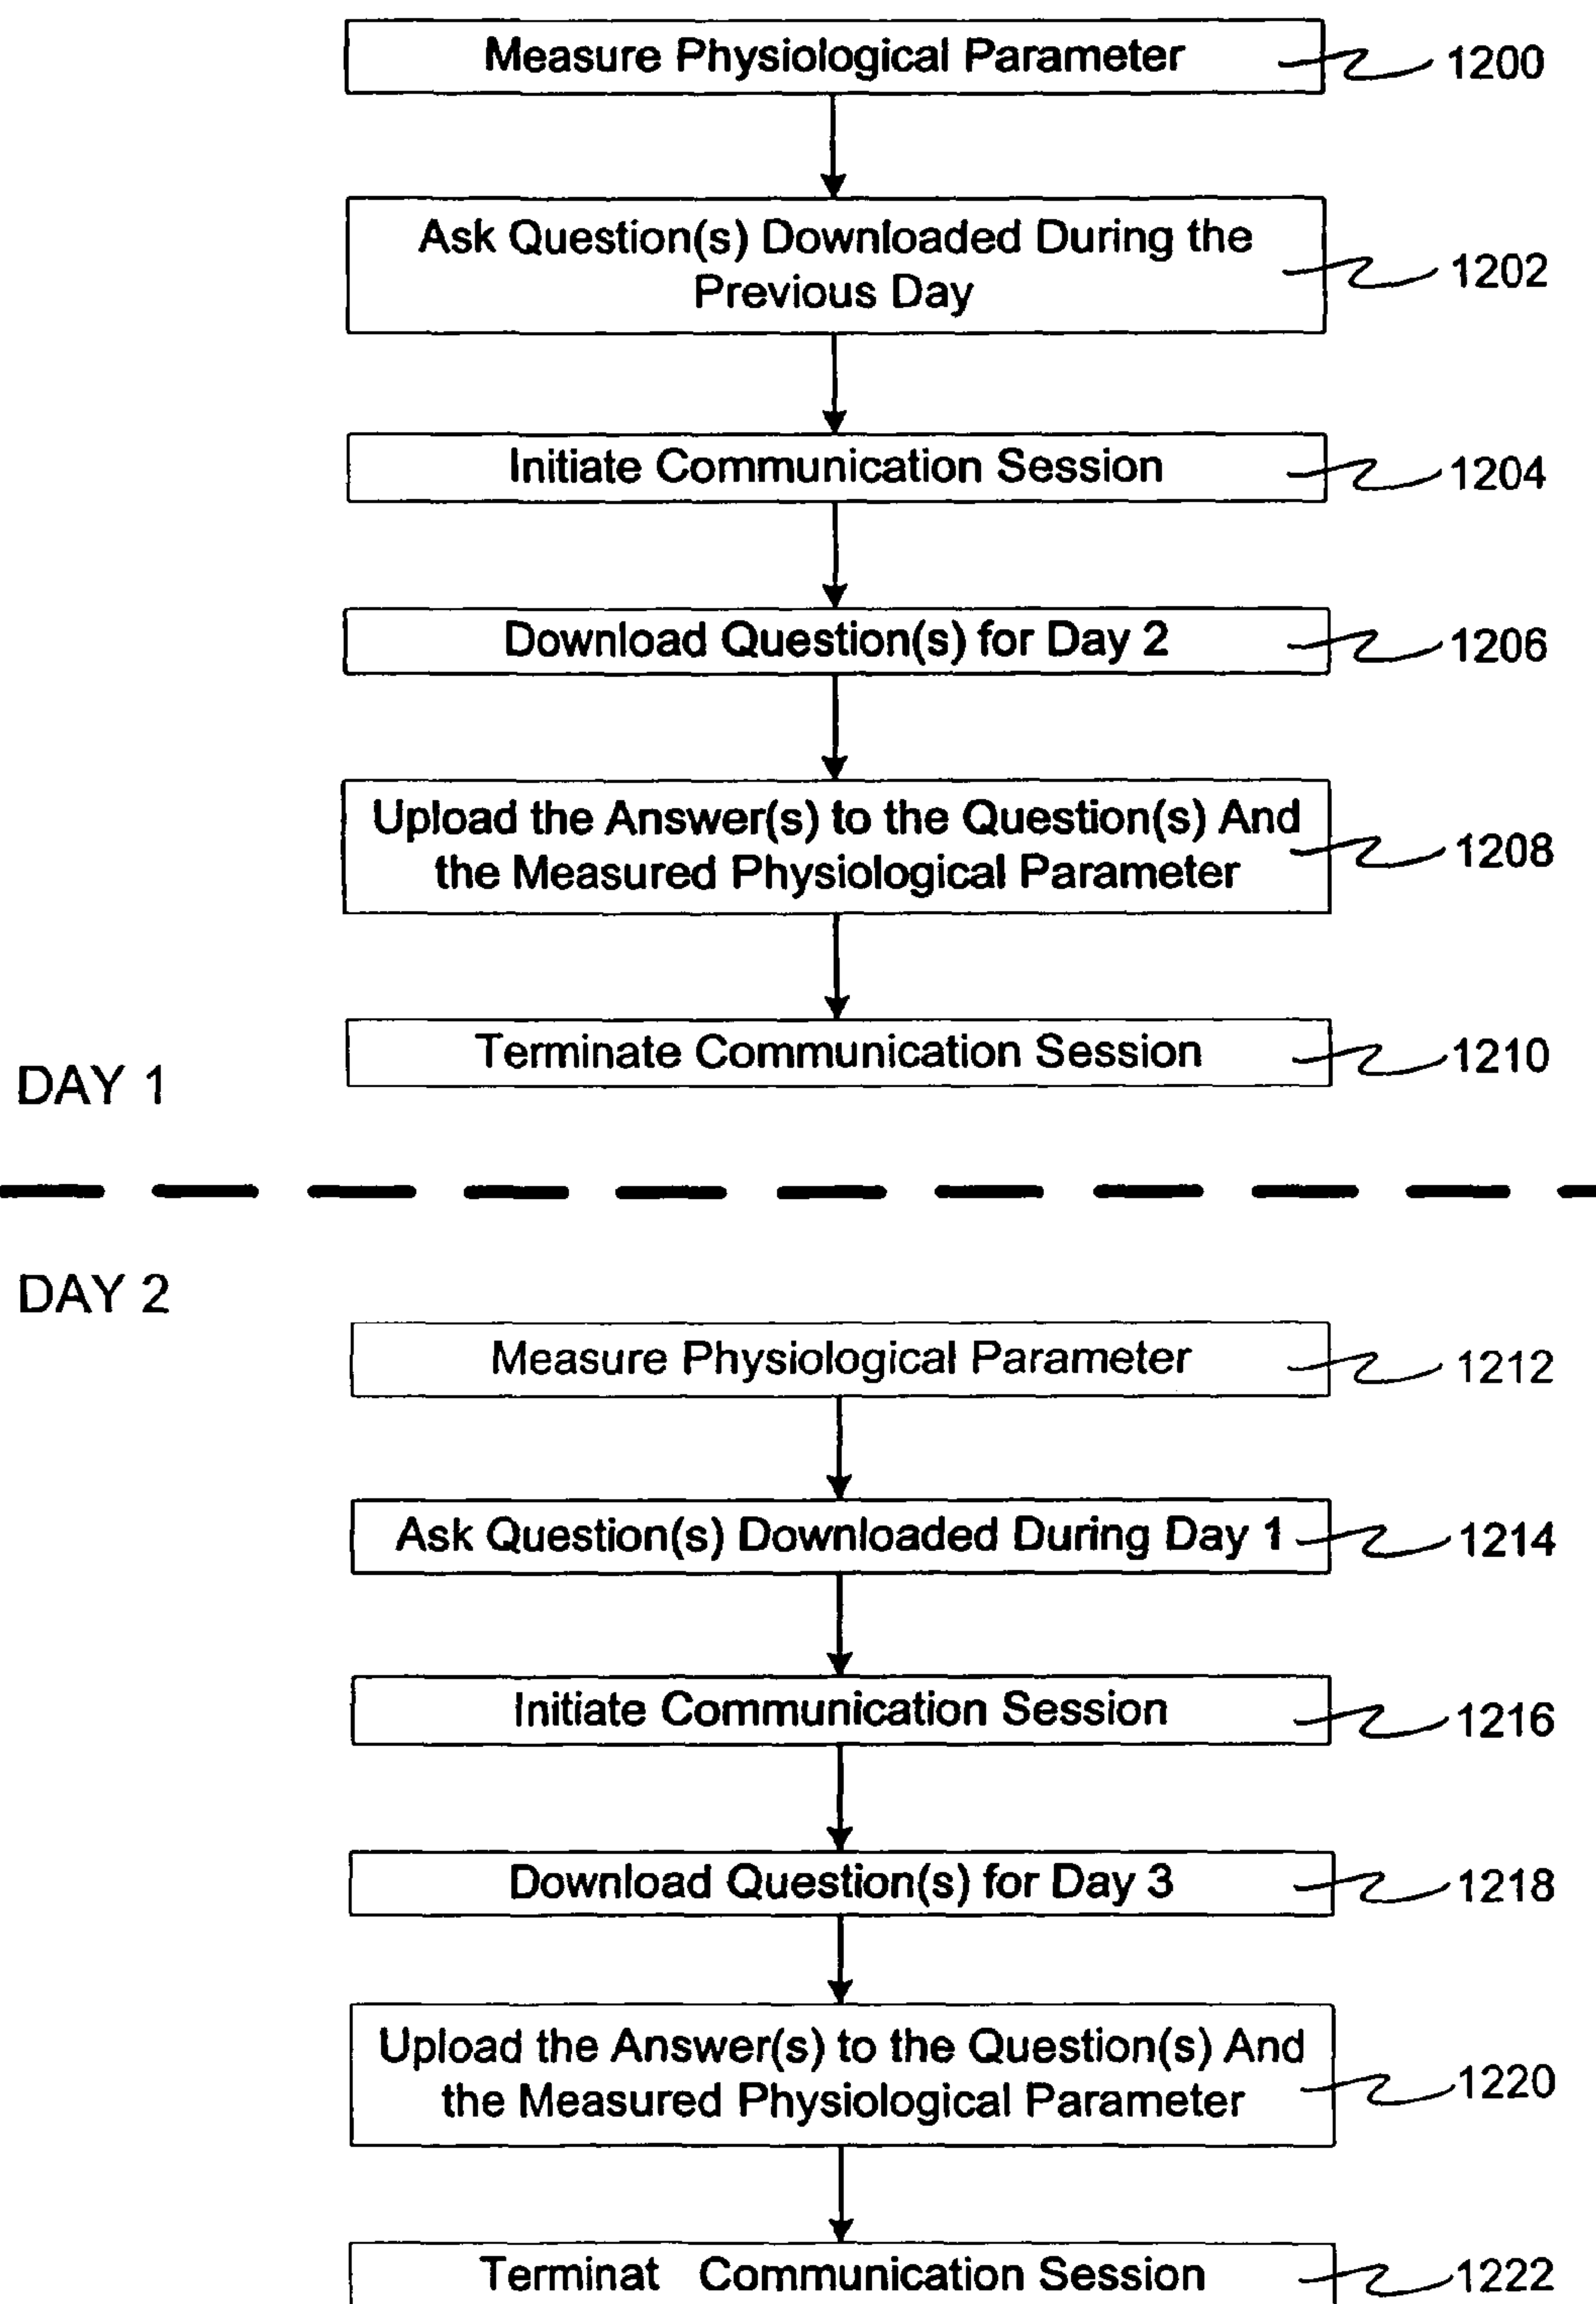 Measure Physiological Parameter 1200
Ask Question(s) Downloaded During the
Previous Day 1202
Initiate Communication Session 1204
Download Question(s) for Day 2 1206
Upload the Answer(s) to the Question(s) And
the Measured Physiological Parameter 1208
Terminate Communication Session 1210
DAY 1
DAY 2
Measure Physiological Parameter 1212
Ask Question(s) Downloaded During Day 1 1214
Initiate Communication Session 1216
Download Question(s) for Day 3 1218
Upload the Answer(s) to the Question(s) And
the Measured Physiological Parameter 1220
Terminat Communication Session 1222